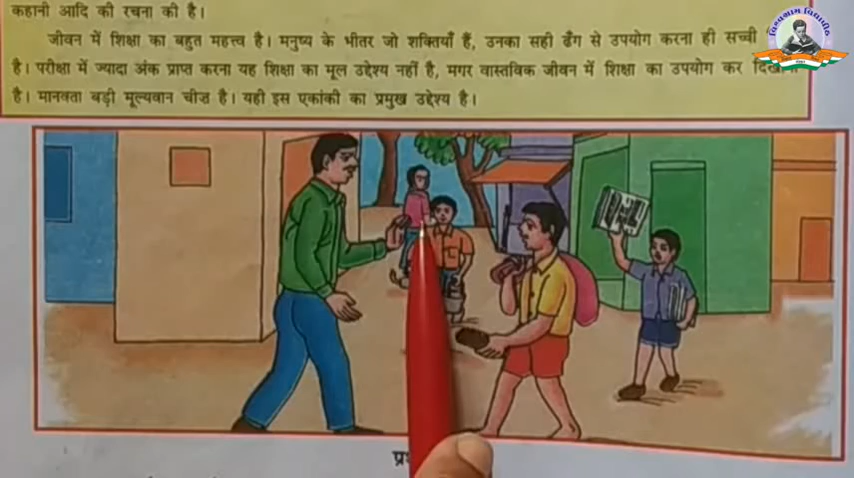 कहानी आदि की रचना की है।
जीवन में शिक्षा का बहुत महत्त्व है। मनुष्य के भीतर जो शक्तियाँ हैं, उनका सही ढँग से उपयोग करना ही सच्ची
है। परीक्षा में ज्यादा अंक प्राप्त करना यह शिक्षा का मूल उद्देश्य नहीं है, मगर वास्तविक जीवन में शिक्षा का उपयोग कर
है। मानवता बड़ी मूल्यवान चीज़ है। यही इस एकांकी का प्रमुख उद्देश्य है।